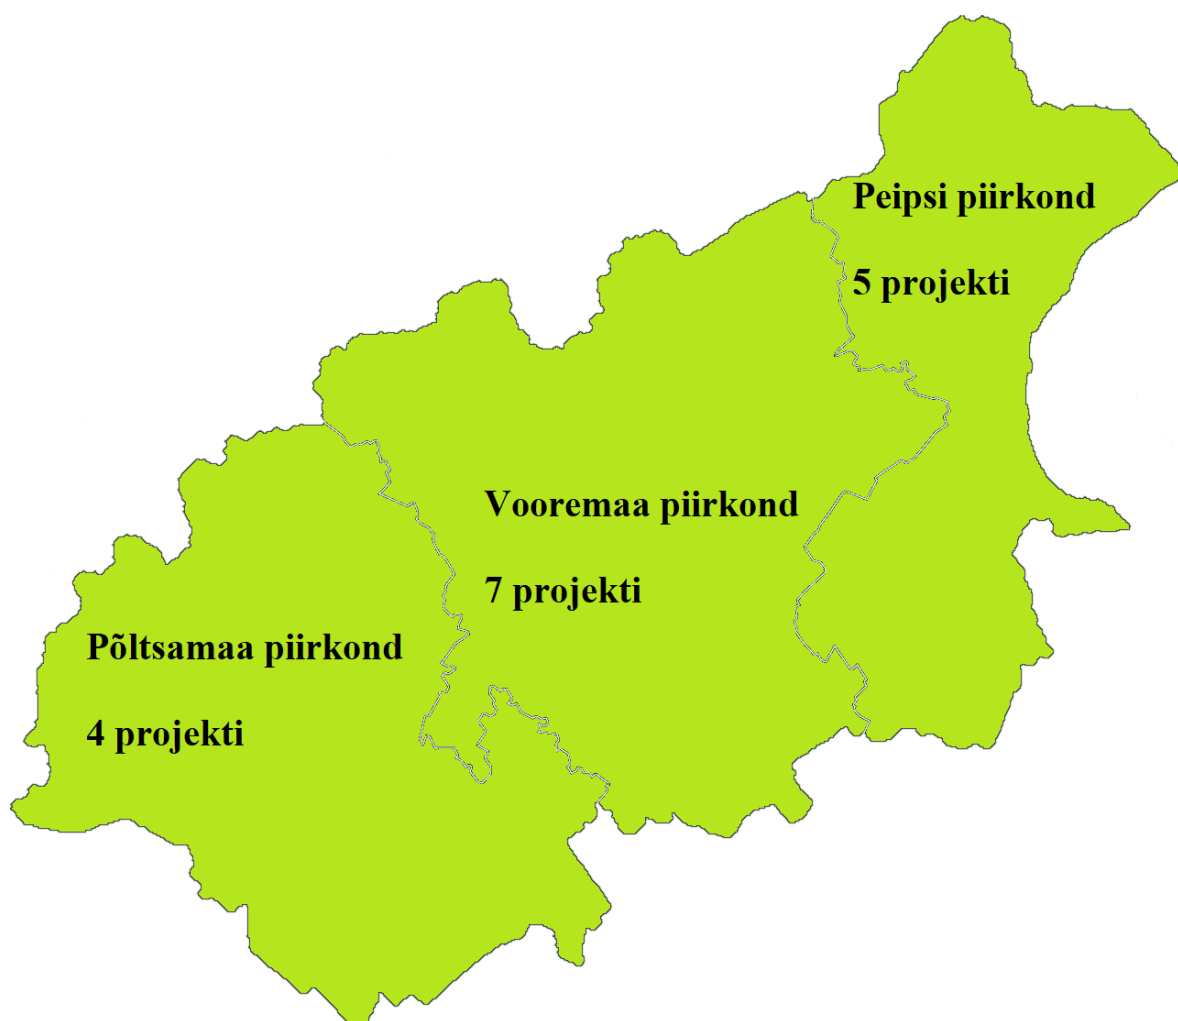 Peipsi piirkond
5 projekti
Vooremaa piirkond
7 projekti
Põltsamaa piirkond
4 projekti